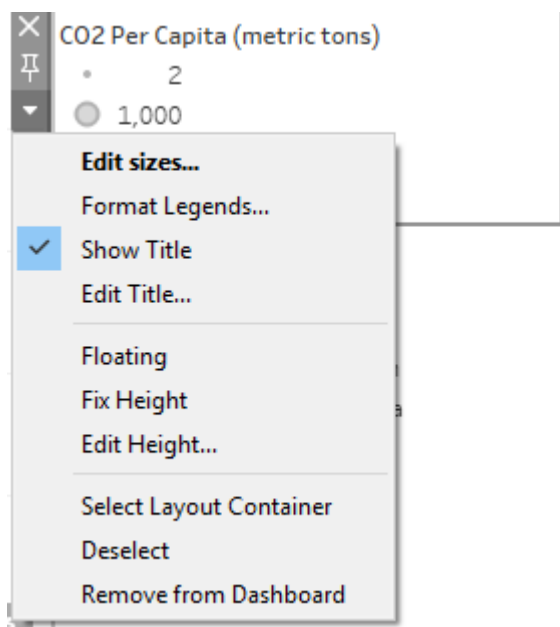 CO2 Per Capita (metric tons)
2
1,000
Edit sizes...
Format Legends...
Show Title
Edit Title...
Floating
Fix Height
Edit Height...
Select Layout Container
Deselect
Remove from Dashboard